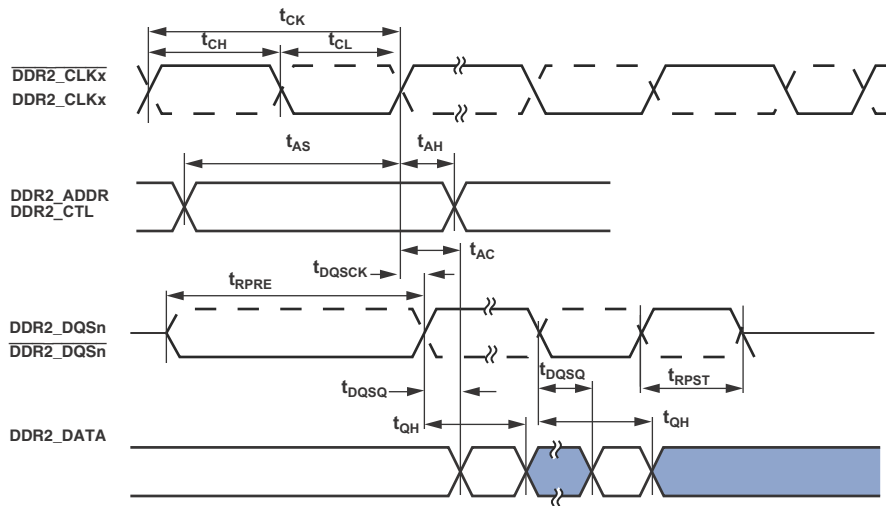 tCK
tCH
tCL
DDR2_CLKx
DDR2_CLKx
tAS
tAH
DDR2_ADDR
DDR2_CTL
tAC
tDQSCK
tRPRE
DDR2_DQSn
DDR2_DQSn
tDQSQ
tDQSQ
tRPST
tQH
tQH
DDR2_DATA